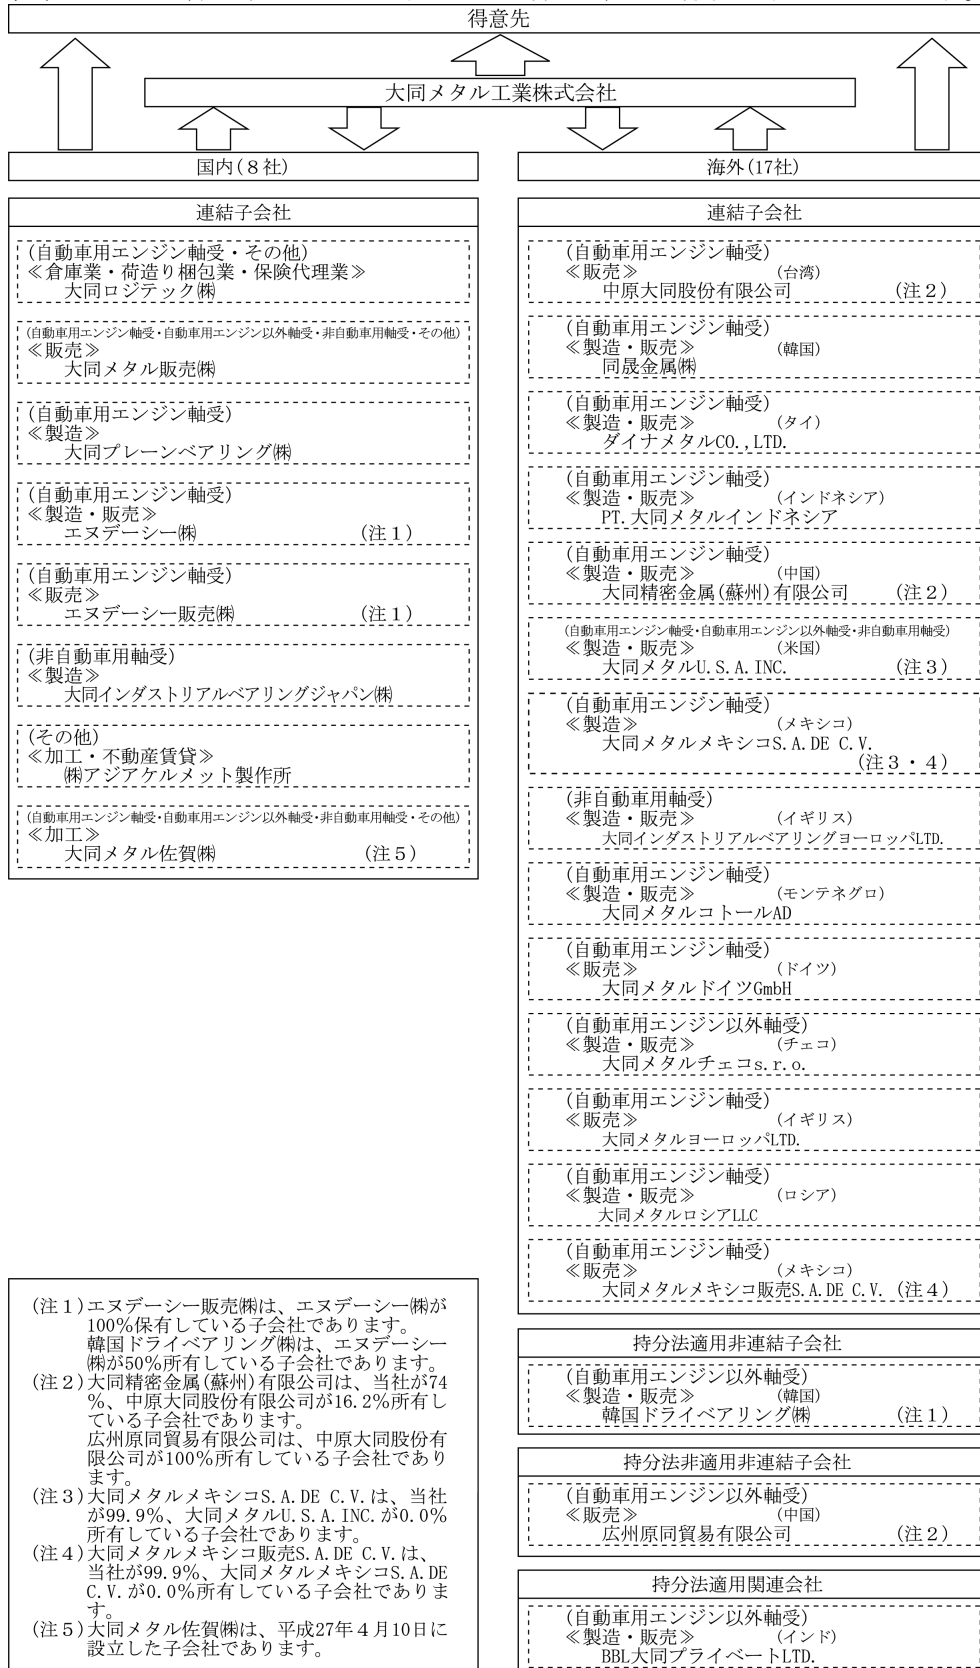 得意先
大同メタル工業株式会社
国内(８社)
連結子会社
(自動車用エンジン軸受・その他)
≪倉庫業・荷造り梱包業・保険代理業≫
大同ロジテック㈱
(自動車用エンジン軸受・自動車用エンジン以外軸受・非自動車用軸受・その他)
≪販売≫
大同メタル販売㈱
(自動車用エンジン軸受)
≪製造≫
大同プレーンベアリング㈱
(自動車用エンジン軸受)
≪製造・販売≫
エヌデーシー㈱ (注１)
(自動車用エンジン軸受)
≪販売≫
エヌデーシー販売㈱ (注１)
(非自動車用軸受)
≪製造≫
大同インダストリアルベアリングジャパン㈱
(その他)
≪加工・不動産賃貸≫
㈱アジアケルメット製作所
(自動車用エンジン軸受・自動車用エンジン以外軸受・非自動車用軸受・その他)
≪加工≫
大同メタル佐賀㈱ (注５)
(注１)エヌデーシー販売㈱は、エヌデーシー㈱が
100%保有している子会社であります。
韓国ドライベアリング㈱は、エヌデーシー
㈱が50%所有している子会社であります。
(注２)大同精密金属(蘇州)有限公司は、当社が74
%、中原大同股份有限公司が16.2%所有し
ている子会社であります。
広州原同貿易有限公司は、中原大同股份有
限公司が100%所有している子会社であり
ます。
(注３)大同メタルメキシコS.A.DE C.V.は、当社
が99.9%、大同メタルU.S.A.INC.が0.0%
所有している子会社であります。
(注４)大同メタルメキシコ販売S.A.DE C.V.は、
当社が99.9%、大同メタルメキシコS.A.DE
C.V.が0.0%所有している子会社でありま
す。
(注５)大同メタル佐賀㈱は、平成27年４月10日に
設立した子会社であります。
海外(17社)
連結子会社
(自動車用エンジン軸受)
≪販売≫ (台湾)
中原大同股份有限公司 (注２)
(自動車用エンジン軸受)
≪製造・販売≫ (韓国)
同晟金属㈱
(自動車用エンジン軸受)
≪製造・販売≫ (タイ)
ダイナメタルCO.,LTD.
(自動車用エンジン軸受)
≪製造・販売≫ (インドネシア)
PT.大同メタルインドネシア
(自動車用エンジン軸受)
≪製造・販売≫ (中国)
大同精密金属(蘇州)有限公司 (注２)
(自動車用エンジン軸受・自動車用エンジン以外軸受・非自動車用軸受)
≪製造・販売≫ (米国)
大同メタルU.S.A.INC. (注３)
(自動車用エンジン軸受)
≪製造≫ (メキシコ)
大同メタルメキシコS.A.DE C.V.
(注３・４)
(非自動車用軸受)
≪製造・販売≫ (イギリス)
大同インダストリアルベアリングヨーロッパLTD.
(自動車用エンジン軸受)
≪製造・販売≫ (モンテネグロ)
大同メタルコトールAD
(自動車用エンジン軸受)
≪販売≫ (ドイツ)
大同メタルドイツGmbH
(自動車用エンジン以外軸受)
≪製造・販売≫ (チェコ)
大同メタルチェコs.r.o.
(自動車用エンジン軸受)
≪販売≫ (イギリス)
大同メタルヨーロッパLTD.
(自動車用エンジン軸受)
≪製造・販売≫ (ロシア)
大同メタルロシアLLC
(自動車用エンジン軸受)
≪販売≫ (メキシコ)
大同メタルメキシコ販売S.A.DE C.V. (注４)
持分法適用非連結子会社
(自動車用エンジン以外軸受)
≪製造・販売≫ (韓国)
韓国ドライベアリング㈱ (注１)
持分法非適用非連結子会社
(自動車用エンジン以外軸受)
≪販売≫ (中国)
広州原同貿易有限公司 (注２)
持分法適用関連会社
(自動車用エンジン以外軸受)
≪製造・販売≫ (インド)
BBL大同プライベートLTD.